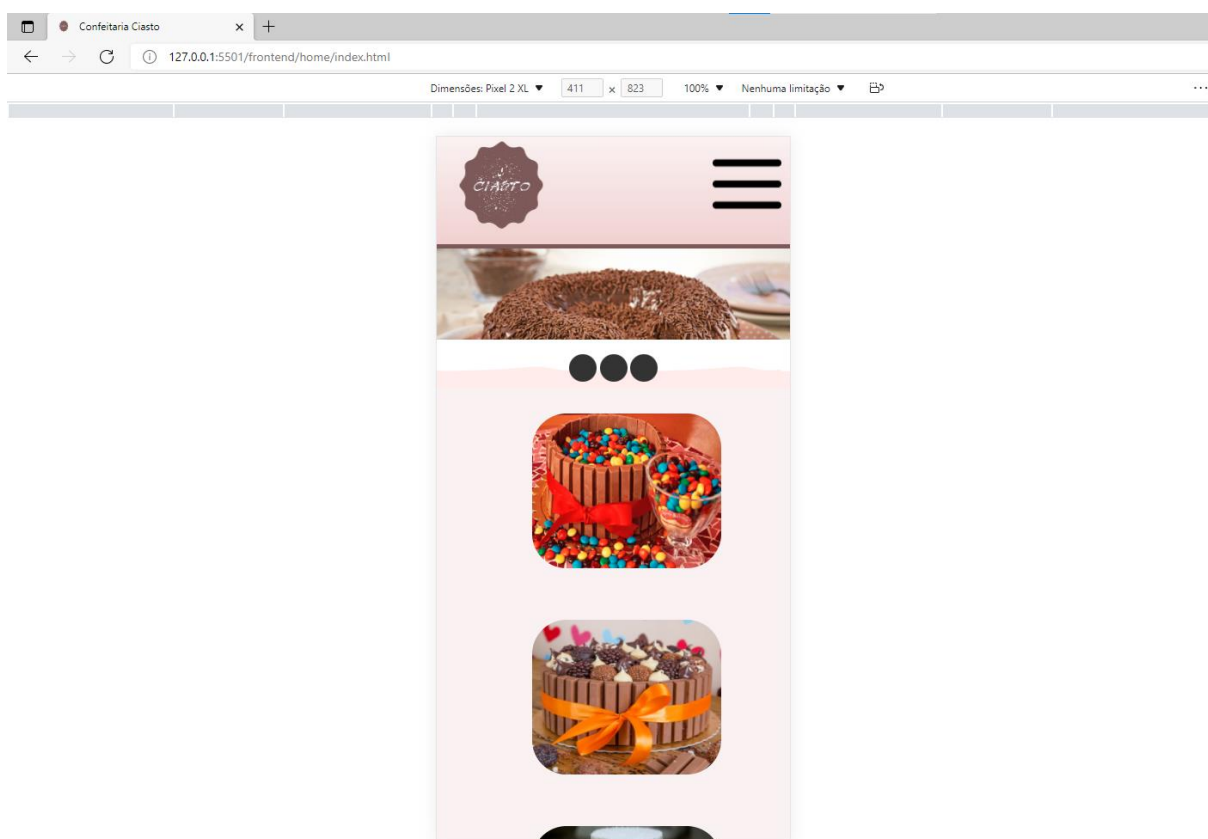 Confeitaria Ciasto
127.0.0.1:5501/frontend/home/index.html
Dimensões: Pixel 2 XL ▼ 411 x 823 100% ▼ Nenhuma limitação ▼
CIASTO